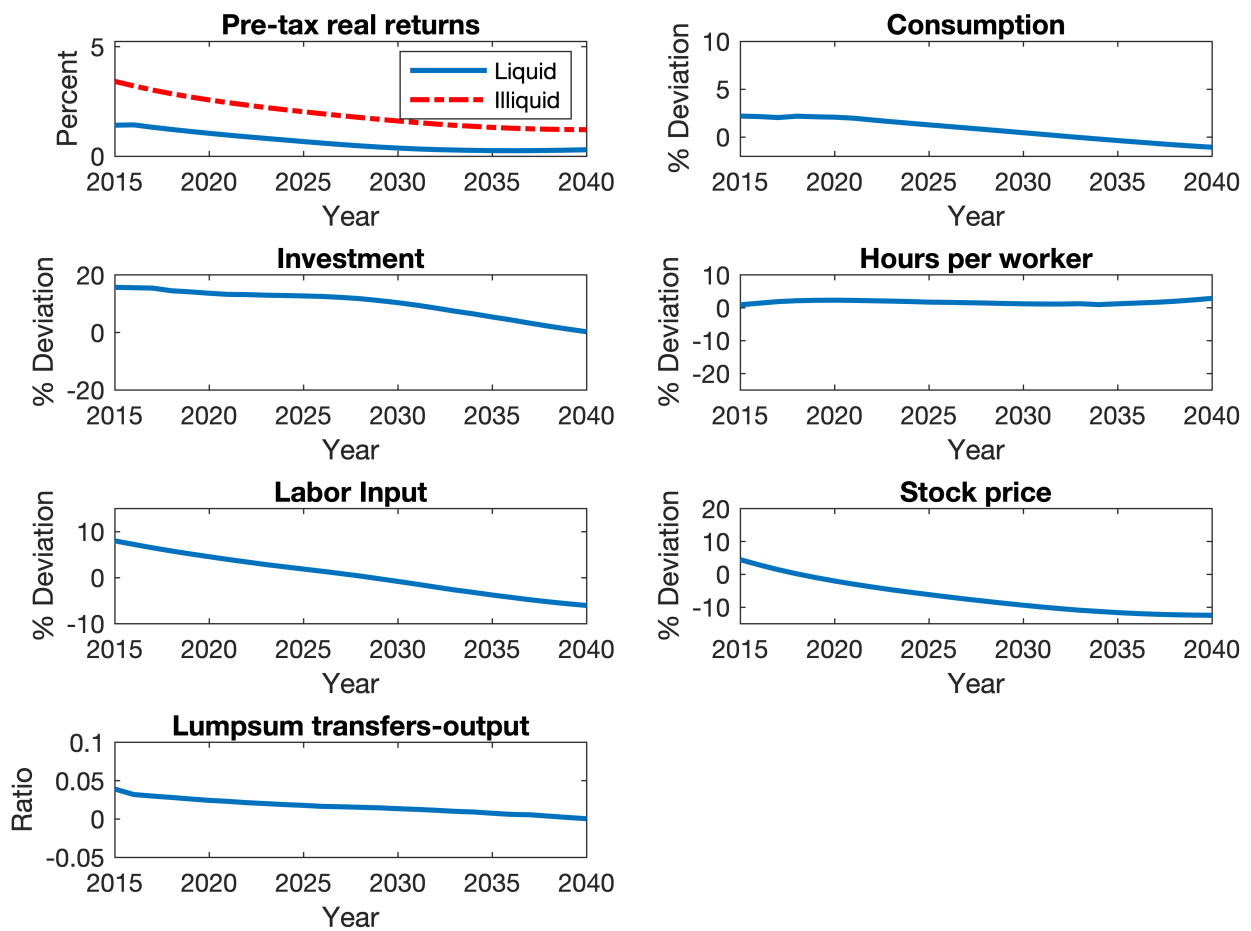 Pre-tax real returns
Percent
5
0
Liquid
Illiquid
2015 2020 2025 2030 2035 2040
Year
Consumption
% Deviation
10
5
0
2015 2020 2025 2030 2035 2040
Year
Investment
% Deviation
20
0
-20
2015 2020 2025 2030 2035 2040
Year
Hours per worker
% Deviation
10
0
-10
-20
2015 2020 2025 2030 2035 2040
Year
Labor Input
% Deviation
10
0
-10
2015 2020 2025 2030 2035 2040
Year
Stock price
% Deviation
20
10
0
-10
2015 2020 2025 2030 2035 2040
Year
Lumpsum transfers-output
Ratio
0.1
0.05
0
-0.05
2015 2020 2025 2030 2035 2040
Year